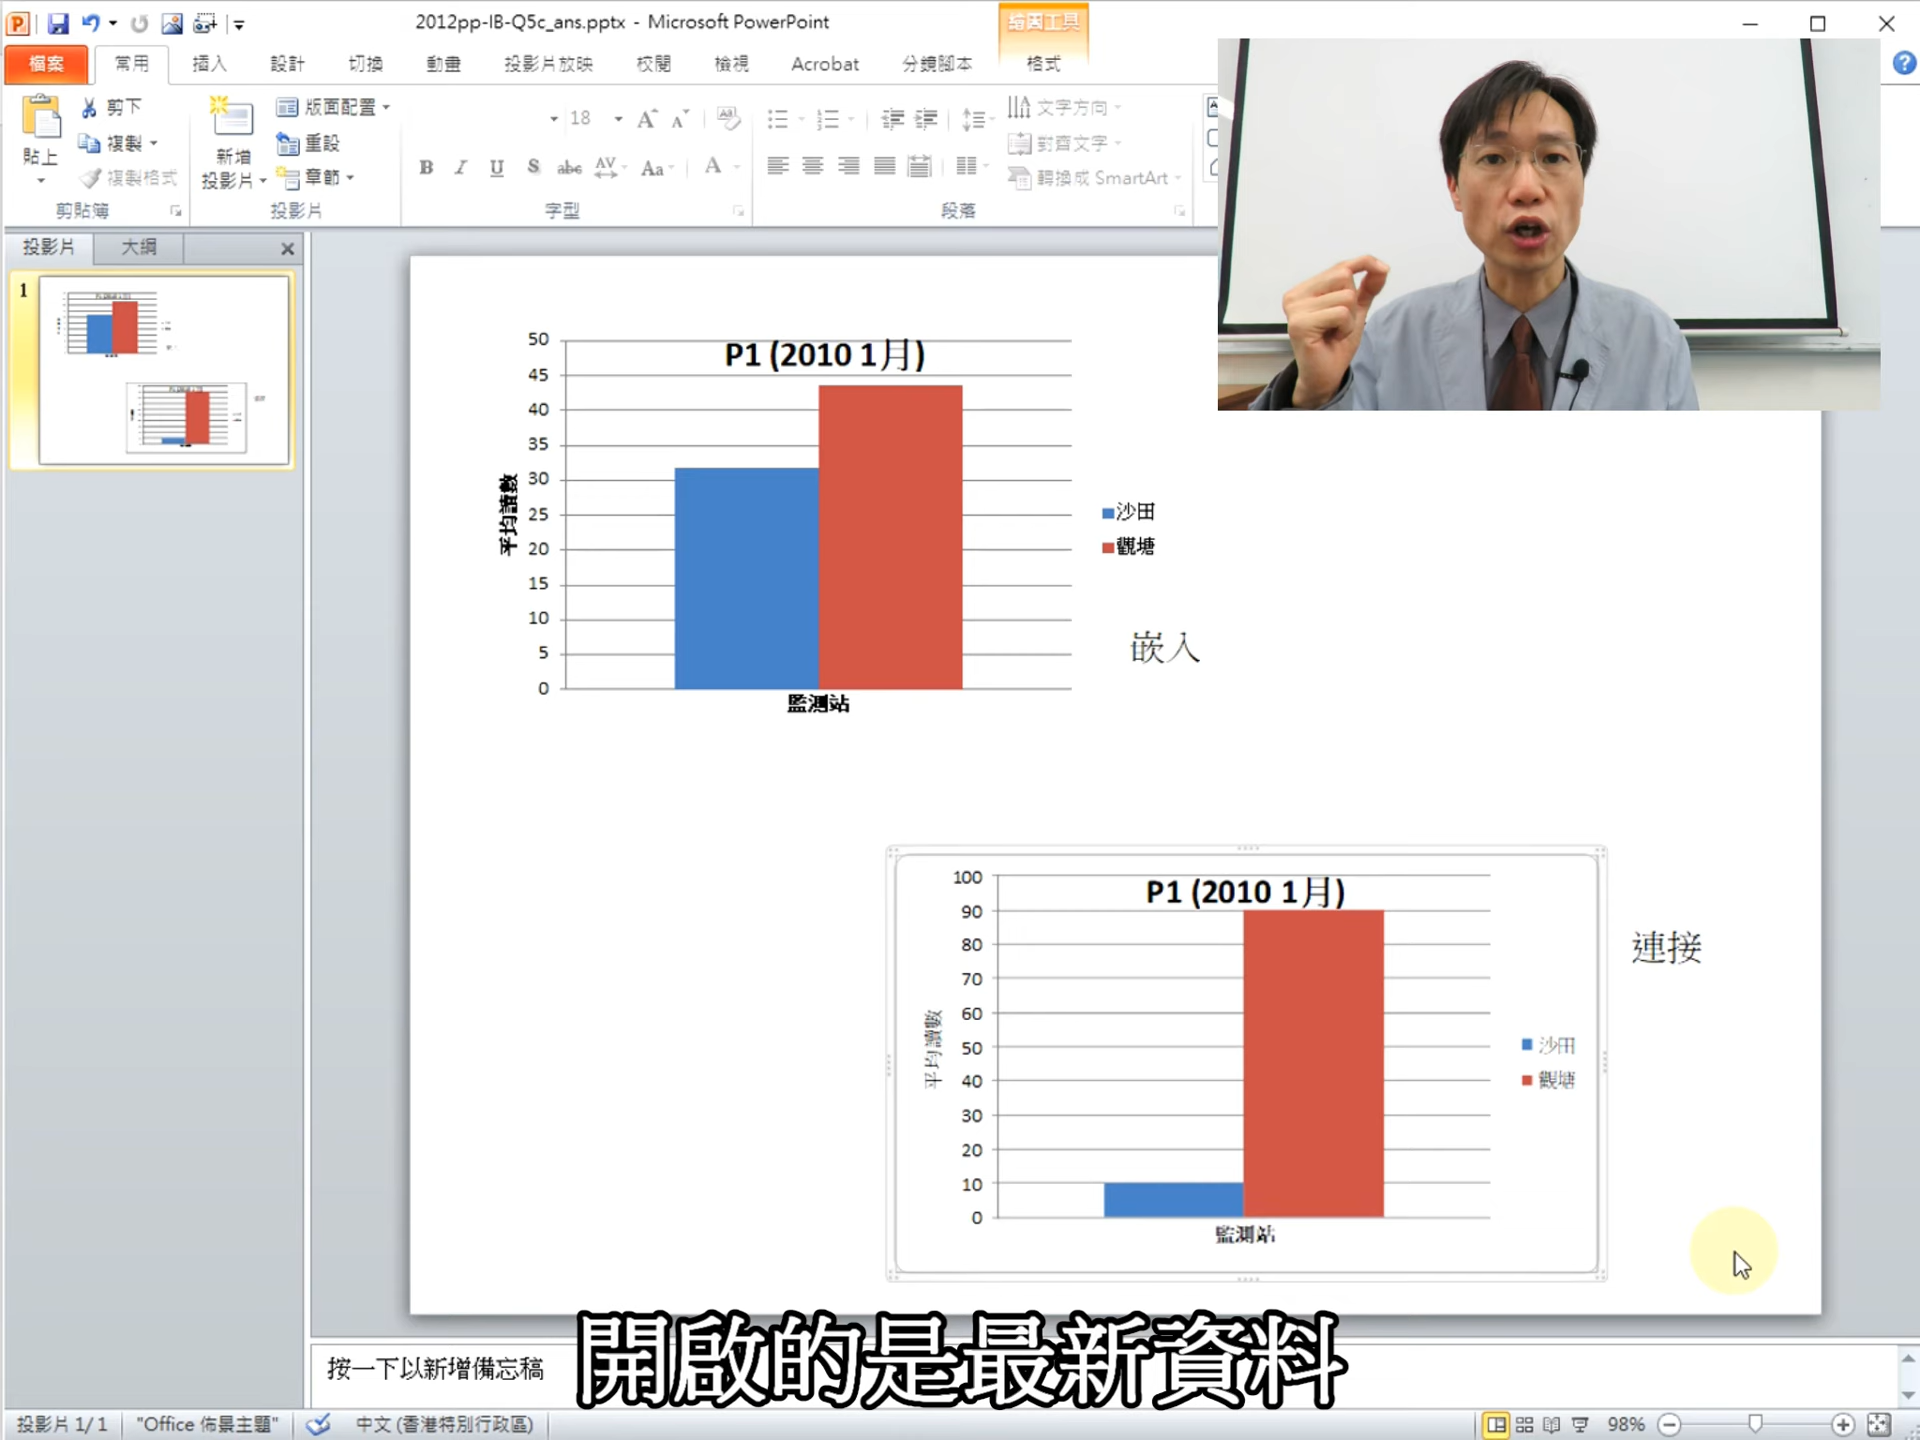 2012pp-IB-Q5c_ans.pptx - Microsoft PowerPoint
繪圖工具
檔案 常用 插入 設計 切換 動畫 投影片放映 校閱 檢視 Acrobat 分鏡腳本 格式
貼上
剪下
複製
複製格式
剪貼簿
新增
投影片
版面配置
重設
章節
投影片
18
B I U S abc AV Aa A
字型
文字方向
對齊文字
轉換成 SmartArt
段落
投影片 大綱
1
P1 (2010 1月)
50
45
40
35
30
25
20
15
10
5
0
平均讀數
監測站
沙田
觀塘
嵌入
P1 (2010 1月)
100
90
80
70
60
50
40
30
20
10
0
平均讀數
監測站
沙田
觀塘
連接
按一下以新增備忘稿
開啟的是最新資料
投影片 1/1 "Office 佈景主題" 中文 (香港特別行政區) 98%